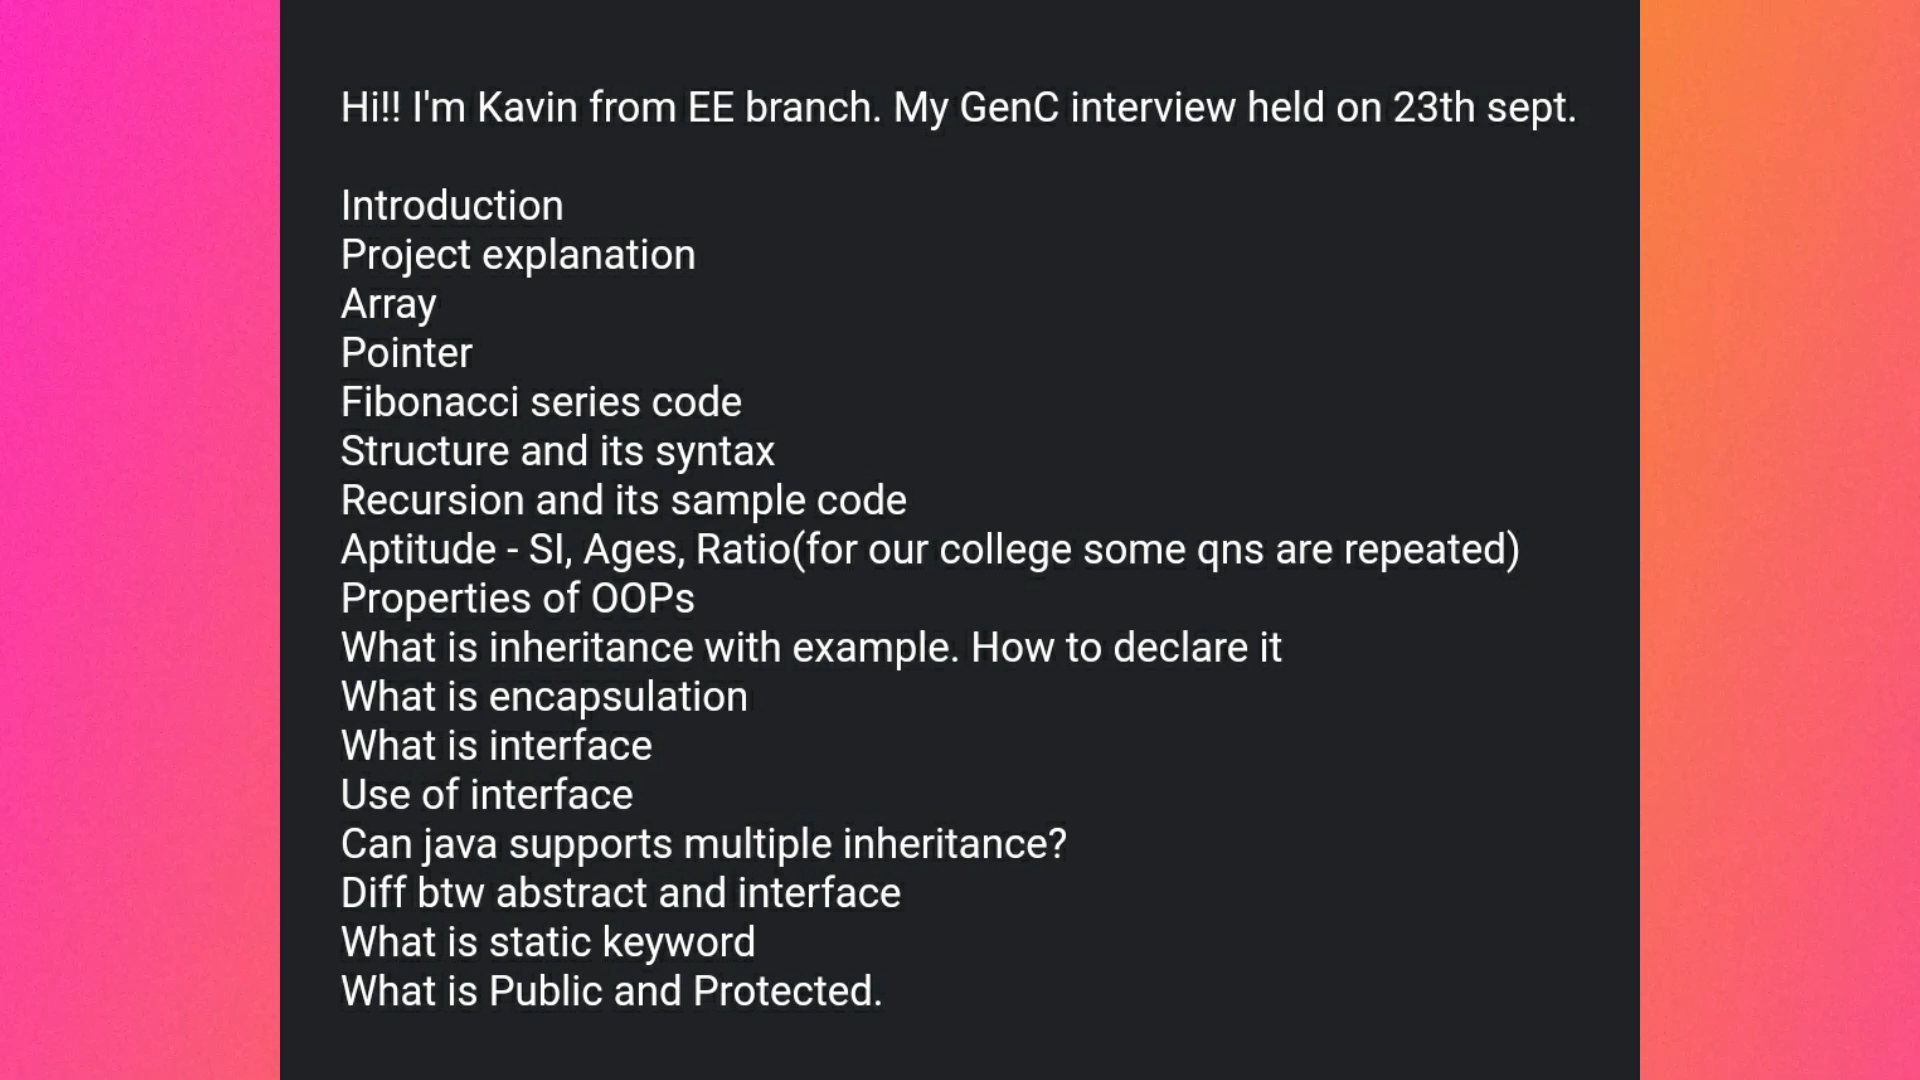 Hi!! I'm Kavin from EE branch. My GenC interview held on 23th sept.
Introduction
Project explanation
Array
Pointer
Fibonacci series code
Structure and its syntax
Recursion and its sample code
Aptitude - SI, Ages, Ratio(for our college some qns are repeated)
Properties of OOPs
What is inheritance with example. How to declare it
What is encapsulation
What is interface
Use of interface
Can java supports multiple inheritance?
Diff btw abstract and interface
What is static keyword
What is Public and Protected.